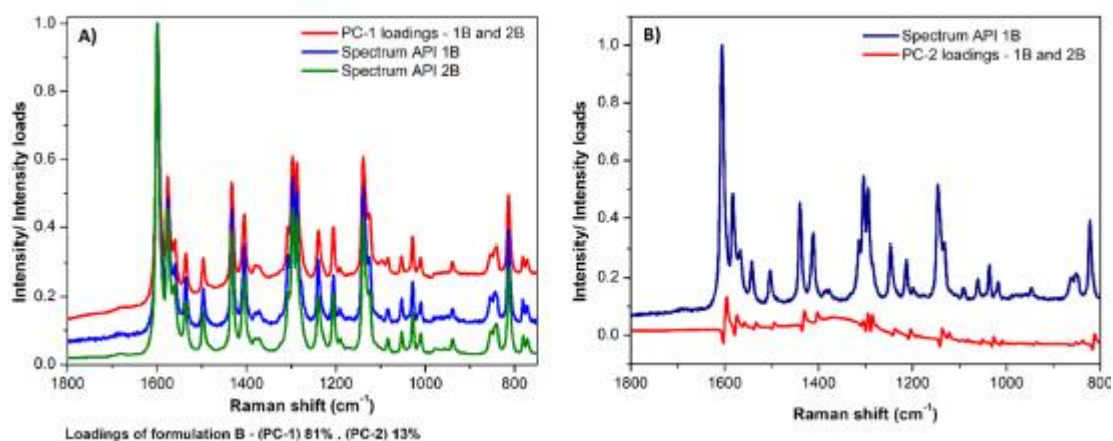 A)
PC-1 loadings - 1B and 2B
Spectrum API 1B
Spectrum API 2B
Intensity/ Intensity loads
1.0
0.8
0.6
0.4
0.2
0.0
1800 1600 1400 1200 1000 800
Raman shift (cm⁻¹)
B)
Spectrum API 1B
PC-2 loadings - 1B and 2B
Intensity/ Intensity loads
1.0
0.8
0.6
0.4
0.2
0.0
1800 1600 1400 1200 1000 800
Raman shift (cm⁻¹)
Loadings of formulation B - (PC-1) 81% , (PC-2) 13%